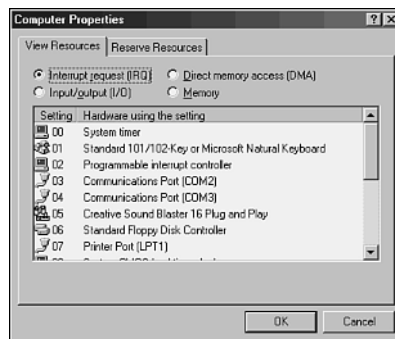 Computer Properties
View Resources
Reserve Resources
Interrupt request (IRQ)
Direct memory access (DMA)
Input/output (I/O)
Memory
Setting Hardware using the setting
00 System timer
01 Standard 101/102-Key or Microsoft Natural Keyboard
02 Programmable interrupt controller
03 Communications Port (COM2)
04 Communications Port (COM3)
05 Creative Sound Blaster 16 Plug and Play
06 Standard Floppy Disk Controller
07 Printer Port (LPT1)
OK
Cancel